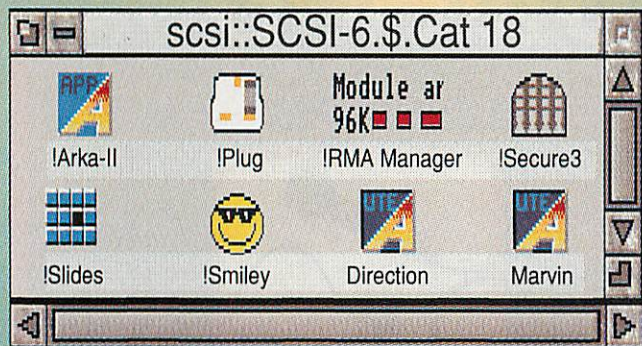 scsi::SCSI-6.$.Cat 18
APP Module ar
96K
!Arka-II !Plug !RMA Manager !Secure3
UTE UTE
!Slides !Smiley Direction Marvin